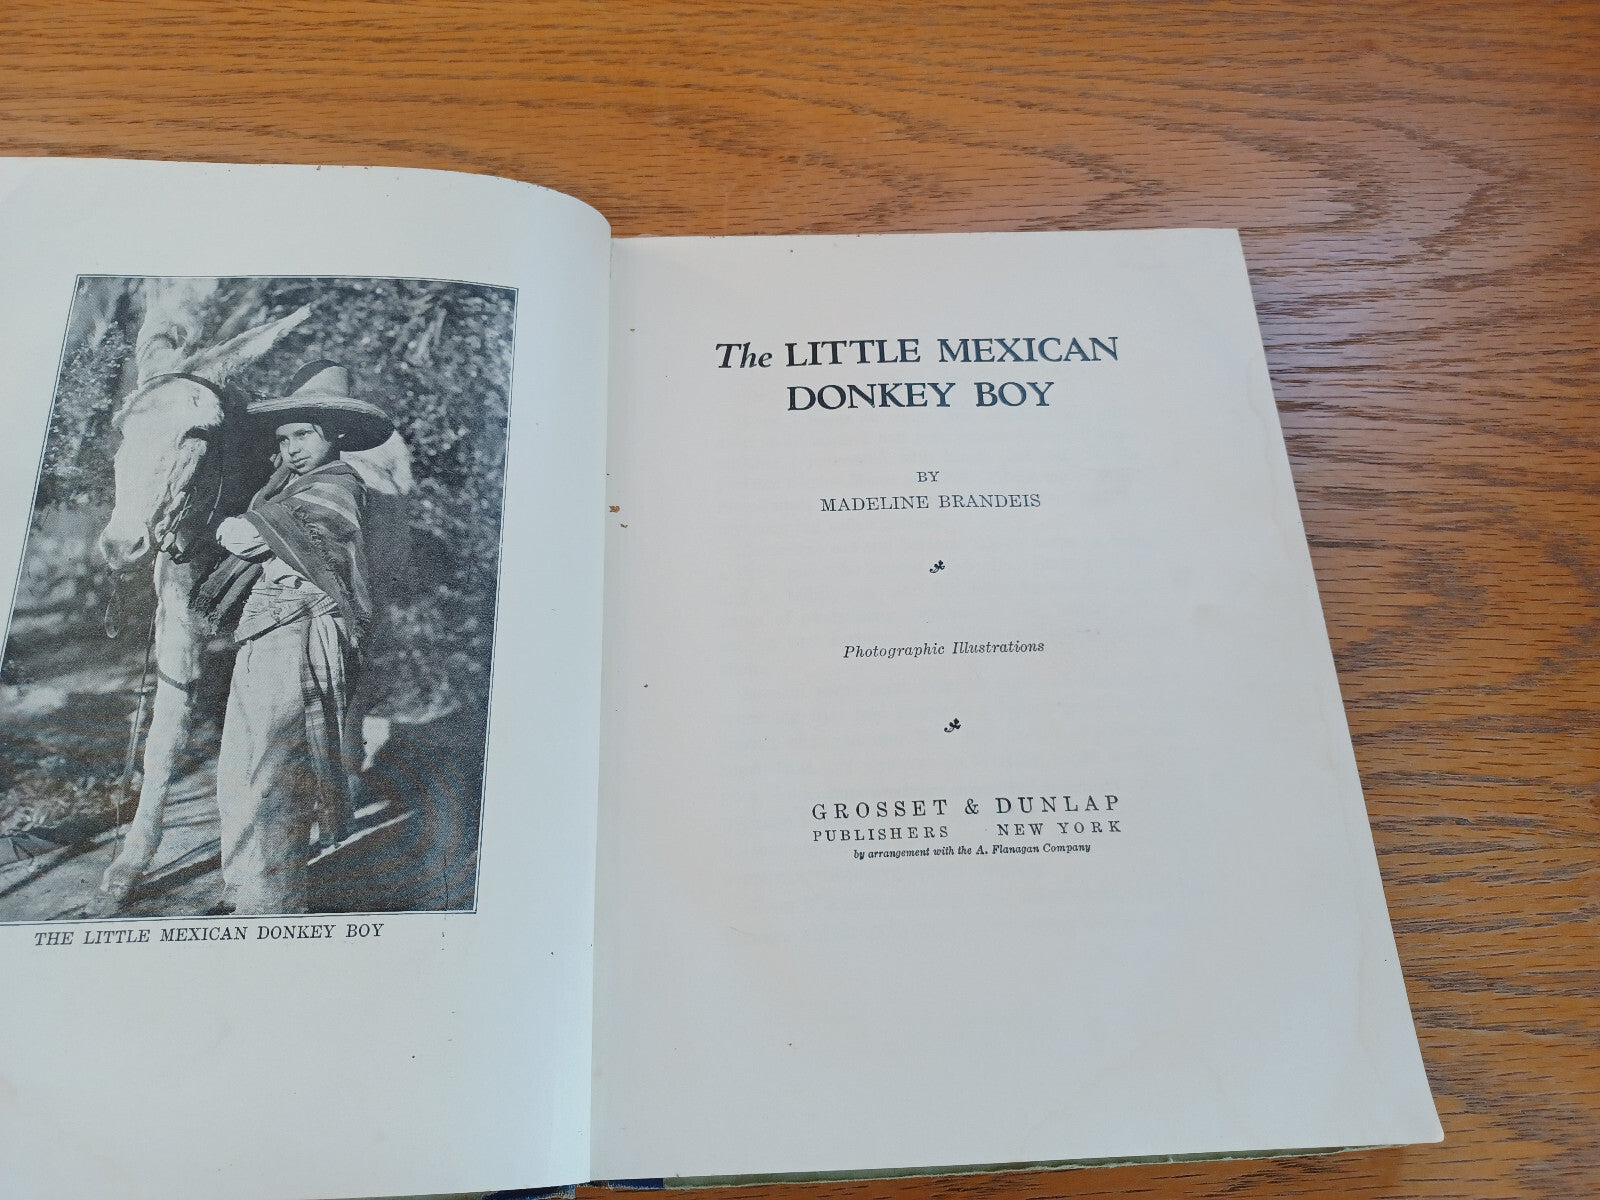 THE LITTLE MEXICAN DONKEY BOY
The LITTLE MEXICAN
DONKEY BOY
BY
MADELINE BRANDEIS
Photographic Illustrations
GROSSET & DUNLAP
PUBLISHERS NEW YORK
by arrangement with the A. Flanagan Company